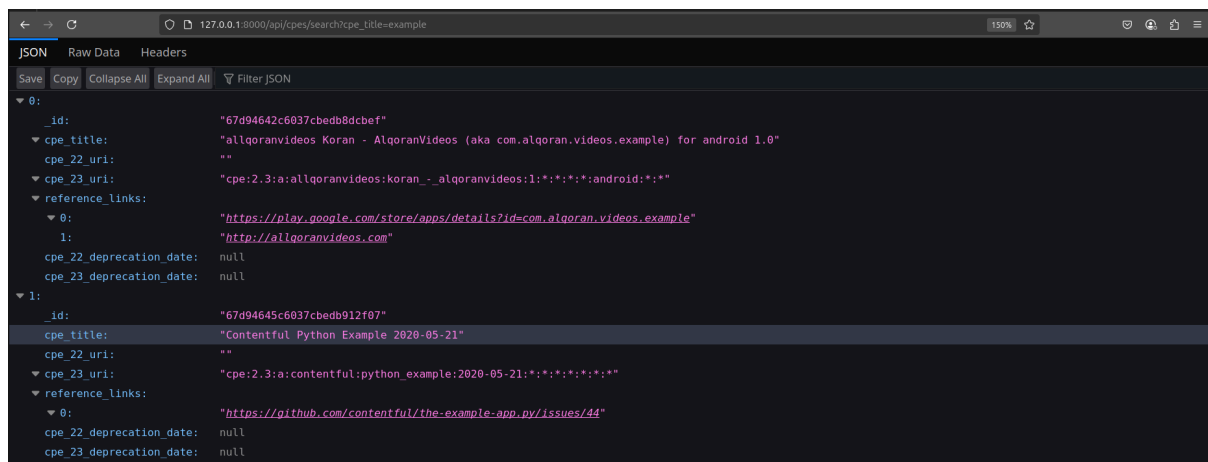 127.0.0.1:8000/api/cpes/search?cpe_title=example 150%
JSON Raw Data Headers
Save Copy Collapse All Expand All Filter JSON
0:
_id: "67d94642c6037cbedb8dcbef"
cpe_title: "allqoranvideos Koran - AlqoranVideos (aka com.alqoran.videos.example) for android 1.0"
cpe_22_uri: ""
cpe_23_uri: "cpe:2.3:a:allqoranvideos:koran_-_alqoranvideos:1:*:*:*:*:android:*:*"
reference_links:
0: "https://play.google.com/store/apps/details?id=com.alqoran.videos.example"
1: "http://allqoranvideos.com"
cpe_22_deprecation_date: null
cpe_23_deprecation_date: null
1:
_id: "67d94645c6037cbedb912f07"
cpe_title: "Contentful Python Example 2020-05-21"
cpe_22_uri: ""
cpe_23_uri: "cpe:2.3:a:contentful:python_example:2020-05-21:*:*:*:*:*:*:*"
reference_links:
0: "https://github.com/contentful/the-example-app.py/issues/44"
cpe_22_deprecation_date: null
cpe_23_deprecation_date: null